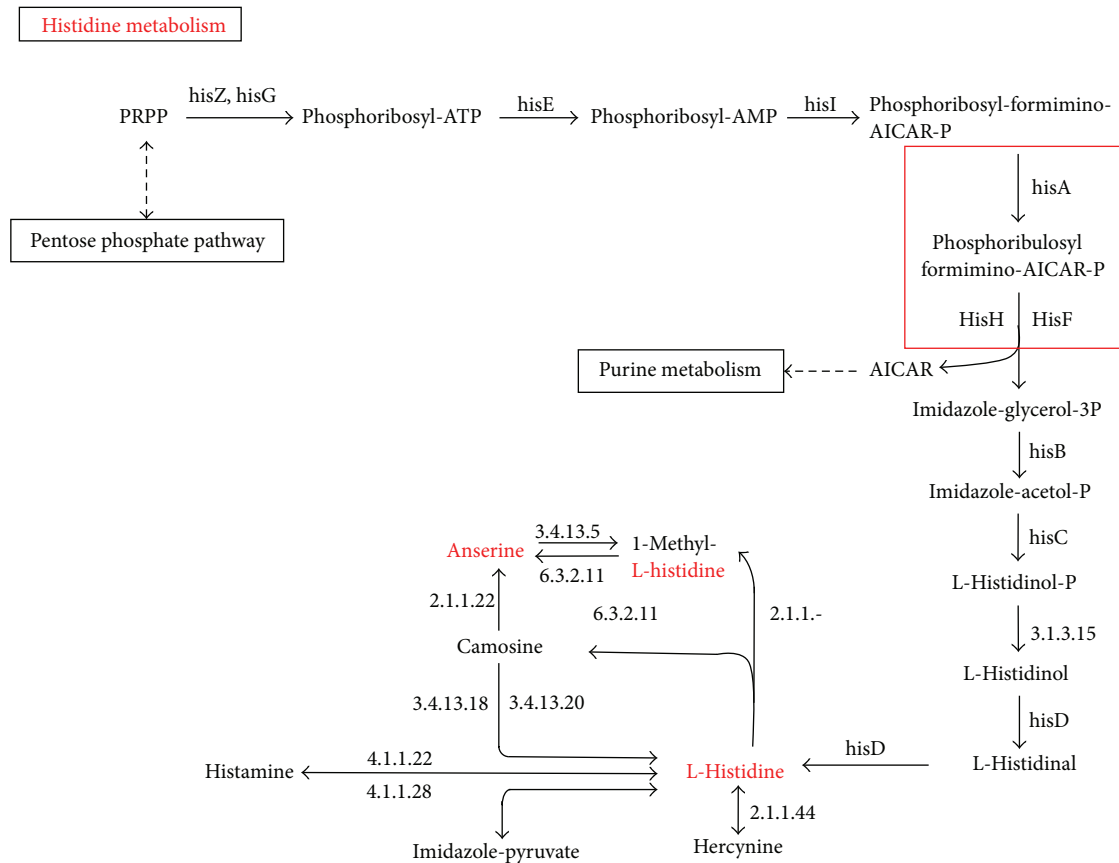 Histidine metabolism
hisZ, hisG
hisE
hisI
PRPP
Phosphoribosyl-ATP
Phosphoribosyl-AMP
Phosphoribosyl-formimino-
AICAR-P
hisA
Pentose phosphate pathway
Phosphoribulosyl
formimino-AICAR-P
HisH
HisF
Purine metabolism
AICAR
Imidazole-glycerol-3P
hisB
Imidazole-acetol-P
hisC
3.4.13.5
Anserine
1-Methyl-
L-histidine
6.3.2.11
L-Histidinol-P
2.1.1.22
6.3.2.11
2.1.1.-
3.1.3.15
Camosine
L-Histidinol
3.4.13.18
3.4.13.20
hisD
hisD
4.1.1.22
Histamine
L-Histidine
L-Histidinal
4.1.1.28
2.1.1.44
Imidazole-pyruvate
Hercynine